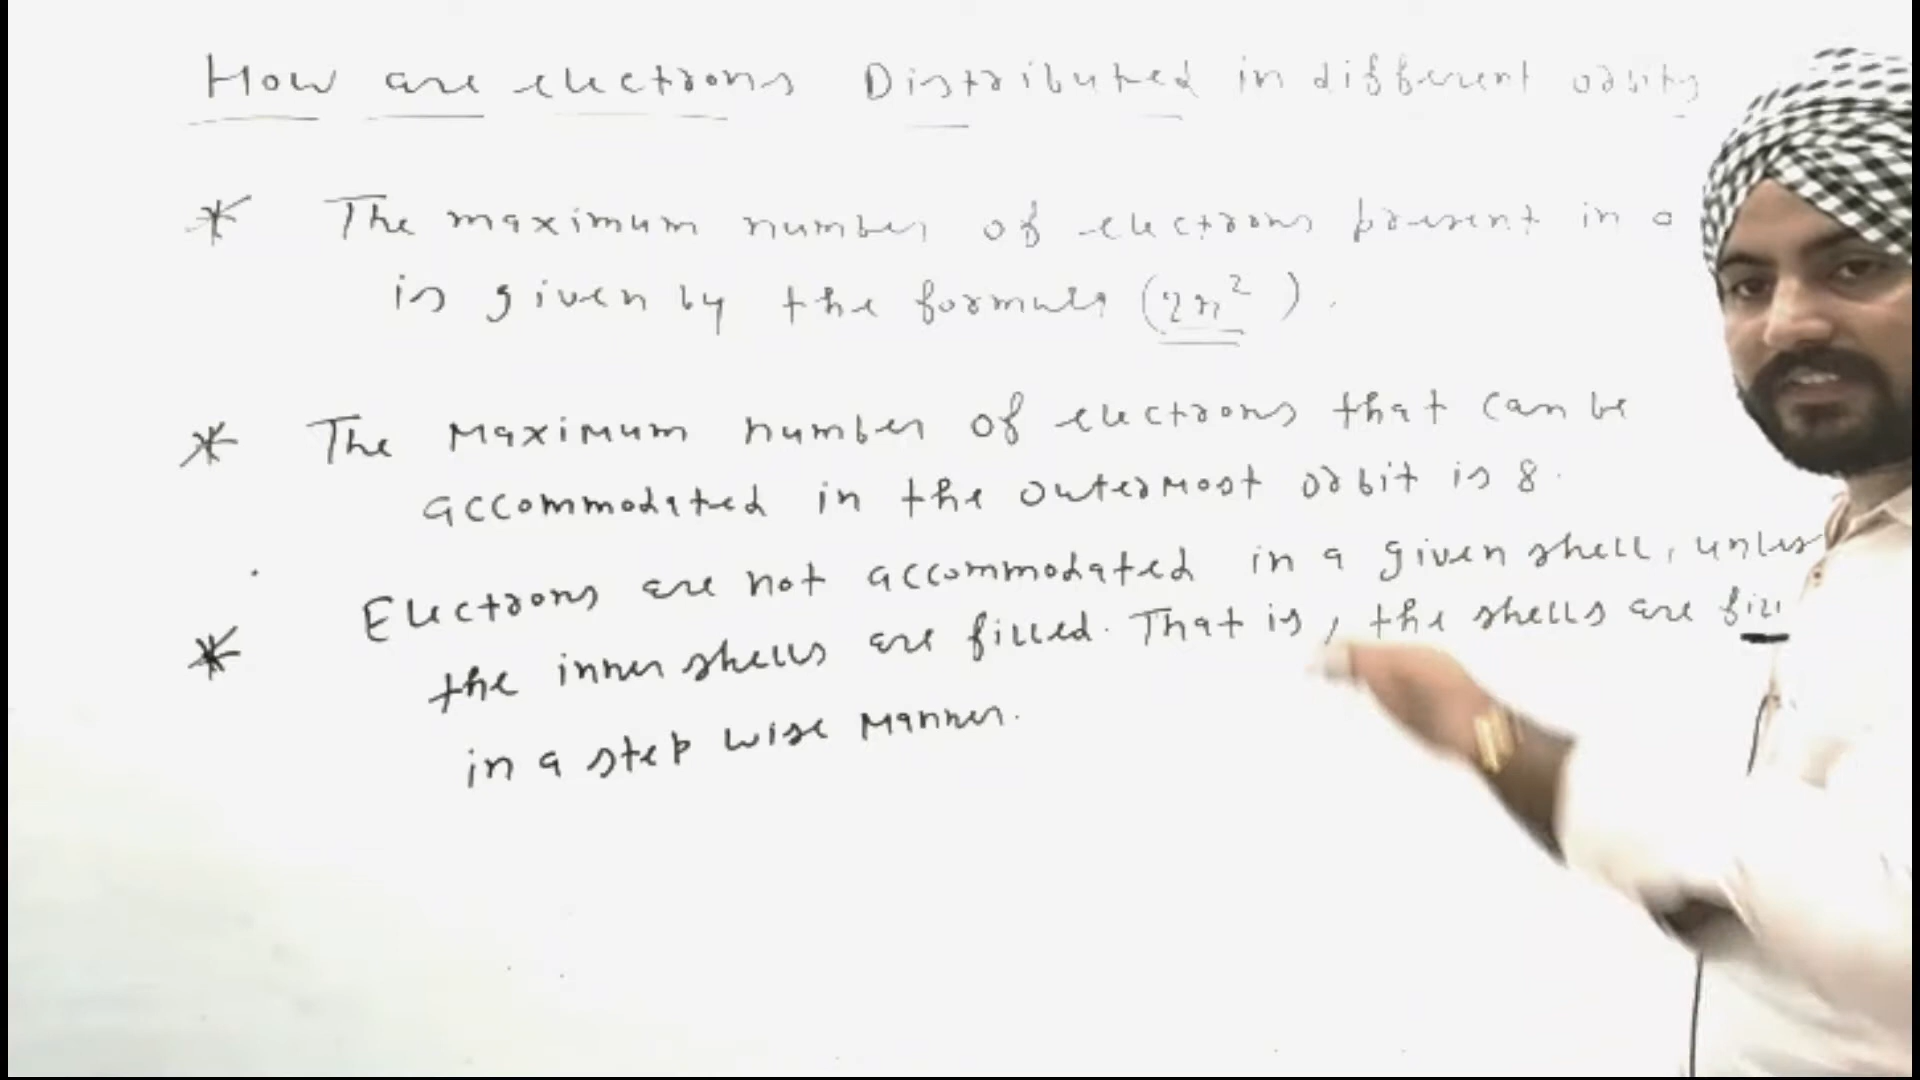 How are electrons Distributed in different orbits
* The maximum number of electrons present in a
is given by the formula (2n²).
* The Maximum number of electrons that can be
accommodated in the outermost orbit is 8.
* Electrons are not accommodated in a given shell, unless
the inner shells are filled. That is, the shells are fill
in a step wise manner.